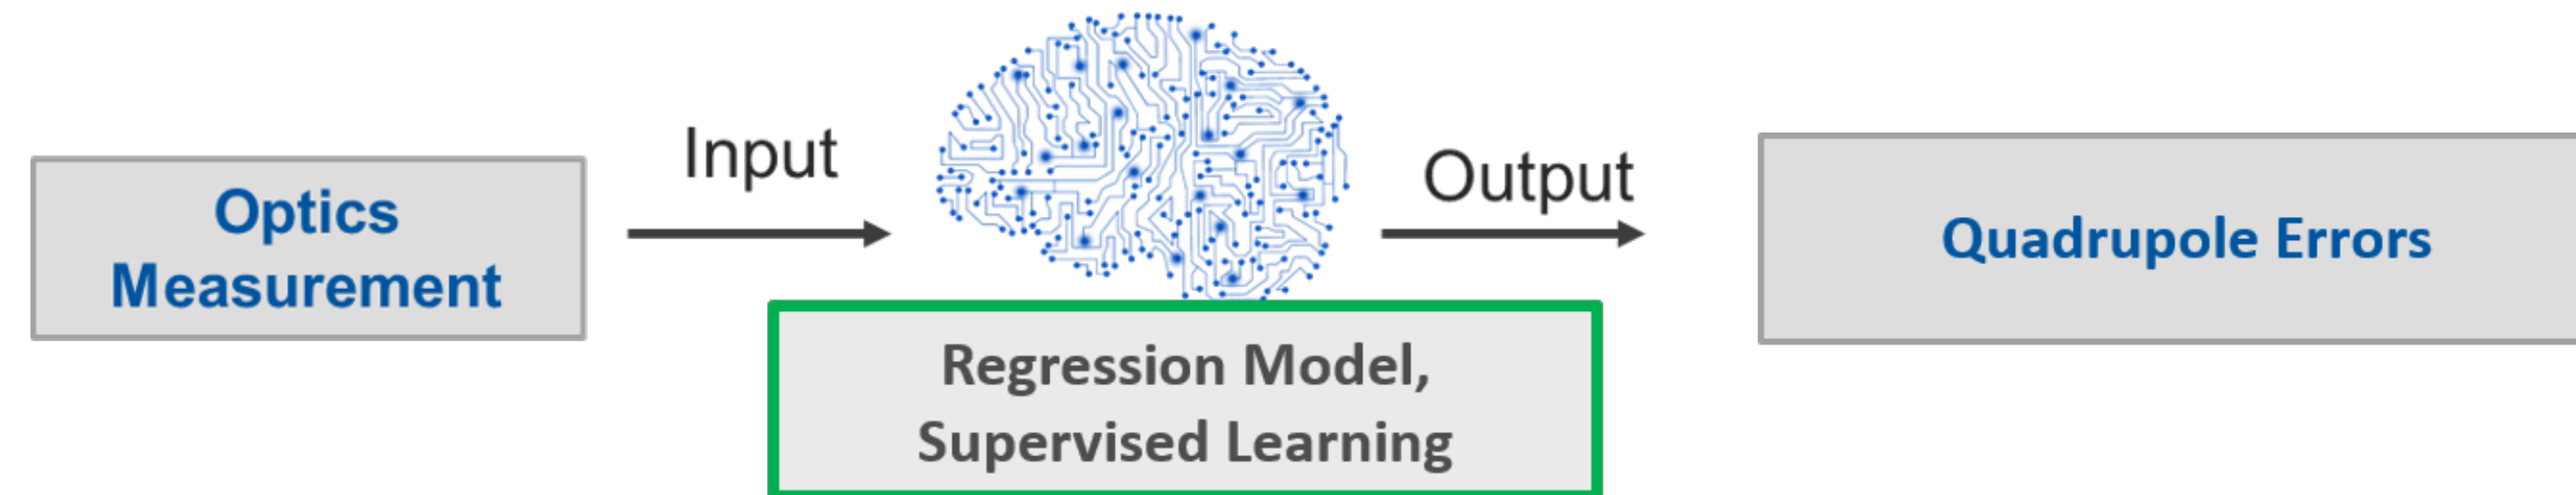 Optics
Measurement
Input
Regression Model,
Supervised Learning
Output
Quadrupole Errors